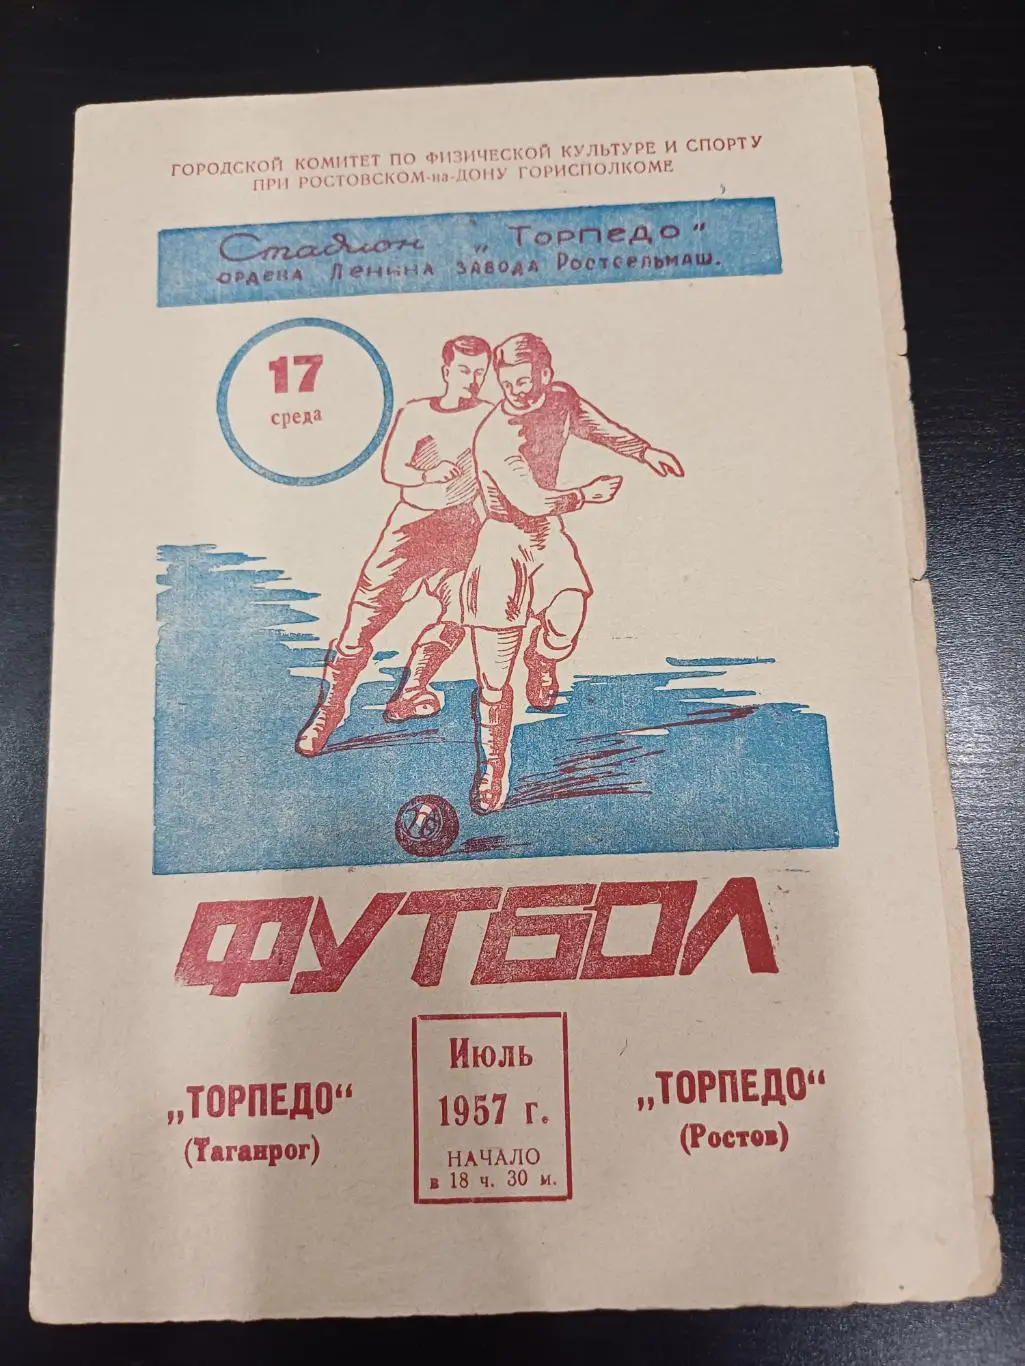 ГОРОДСКОЙ КОМИТЕТ ПО ФИЗИЧЕСКОЙ КУЛЬТУРЕ И СПОРТУ
ПРИ РОСТОВСКОМ-на-ДОНУ ГОРИСПОЛКОМЕ
Стадион „Торпедо"
ордена Ленина завода Ростсельмаш.
17
среда
ФУТБОЛ
„ТОРПЕДО“
(Таганрог)
Июль
1957 г.
НАЧАЛО
в 18 ч. 30 м.
„ТОРПЕДО“
(Ростов)